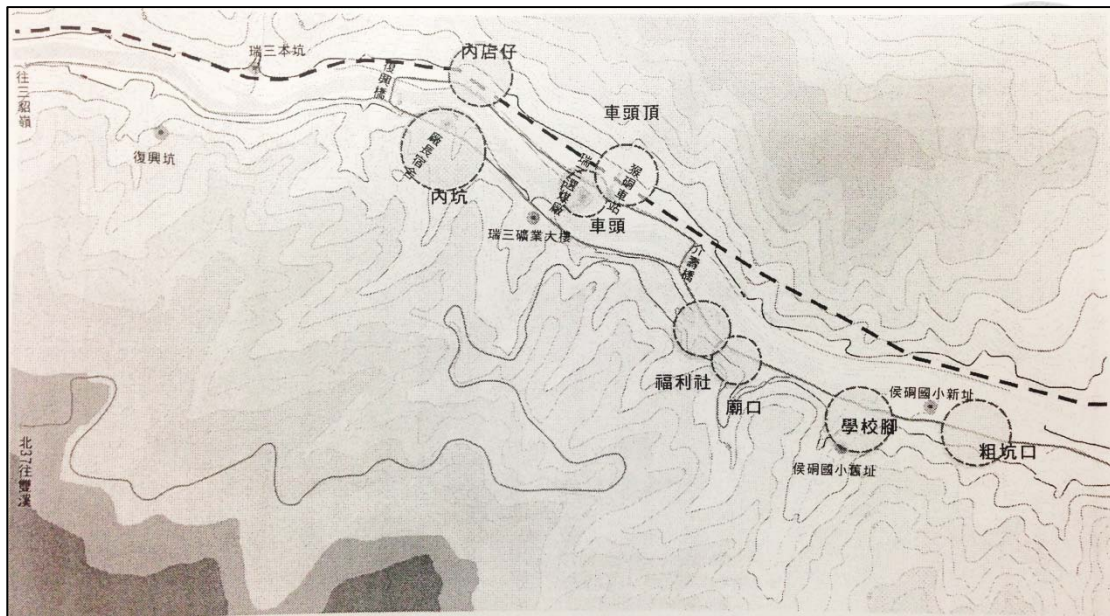 內店仔
瑞三本坑
復興橋
往三貂嶺
車頭頂
復興坑
廠長宿舍
猴硐車站
瑞三選煤廠
內坑
車頭
瑞三礦業大樓
介壽橋
福利社
廟口
侯硐國小新址
學校腳
粗坑口
侯硐國小舊址
北37往雙溪